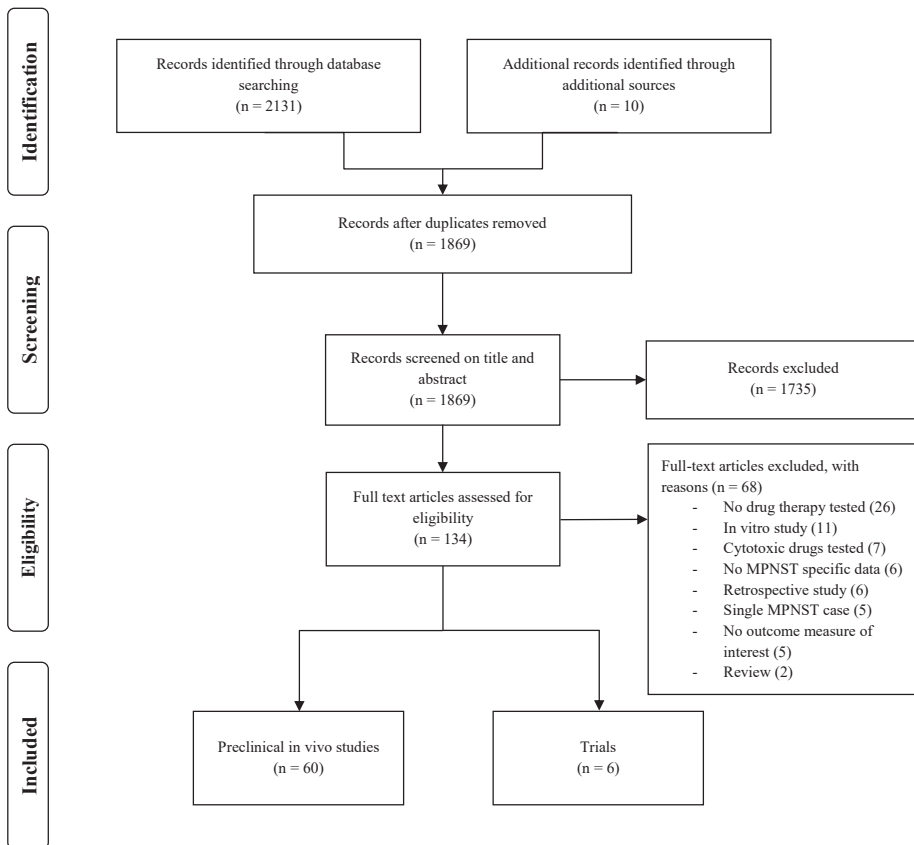 Identification
Records identified through database
searching
(n = 2131)
Additional records identified through
additional sources
(n = 10)
Records after duplicates removed
(n = 1869)
Screening
Records screened on title and
abstract
(n = 1869)
Records excluded
(n = 1735)
Eligibility
Full text articles assessed for
eligibility
(n = 134)
Full-text articles excluded, with
reasons (n = 68)
- No drug therapy tested (26)
- In vitro study (11)
- Cytotoxic drugs tested (7)
- No MPNST specific data (6)
- Retrospective study (6)
- Single MPNST case (5)
- No outcome measure of
interest (5)
- Review (2)
Included
Preclinical in vivo studies
(n = 60)
Trials
(n = 6)